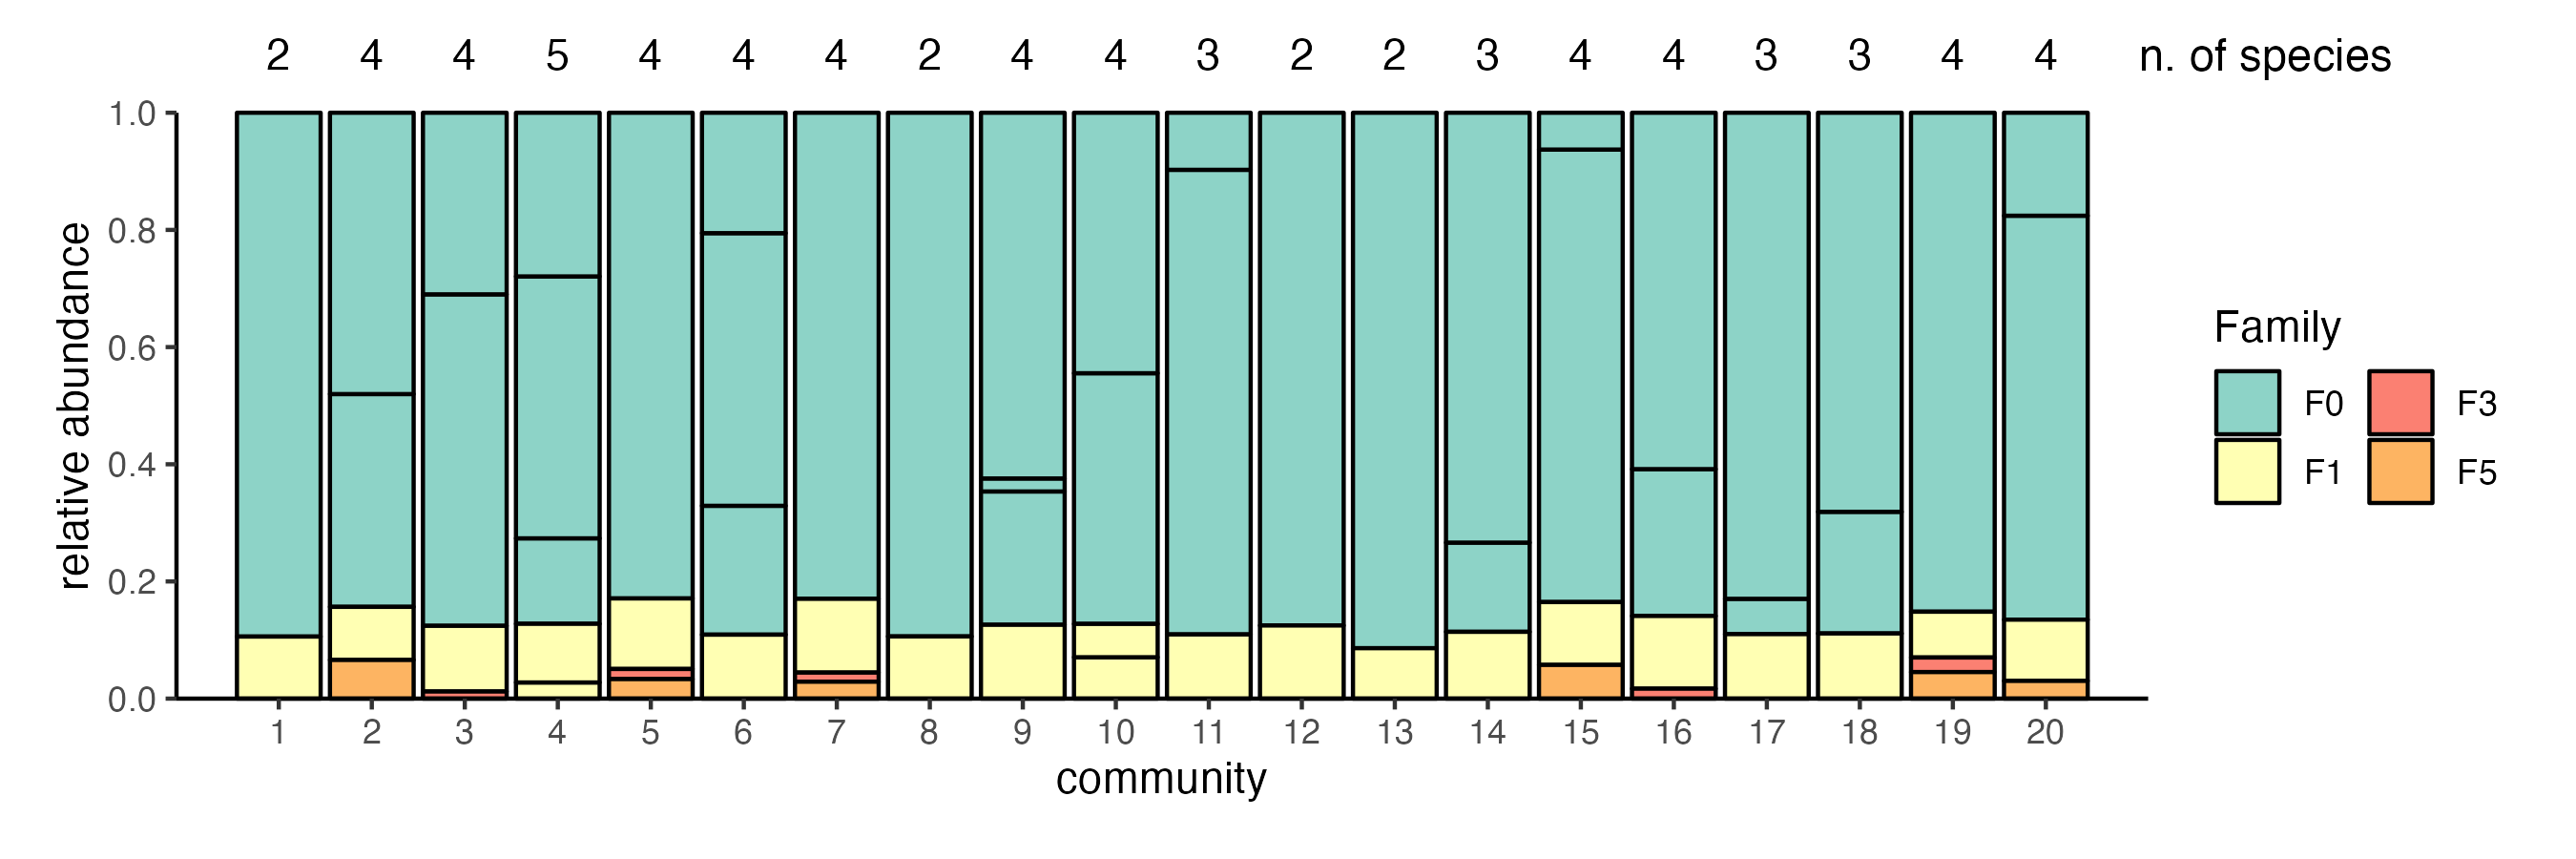 2 4 4 5 4 4 4 2 4 4 3 2 2 3 4 4 3 3 4 4 n. of species
1.0
0.8
0.6
0.4
0.2
0.0
relative abundance
1 2 3 4 5 6 7 8 9 10 11 12 13 14 15 16 17 18 19 20
community
Family
F0 F3
F1 F5